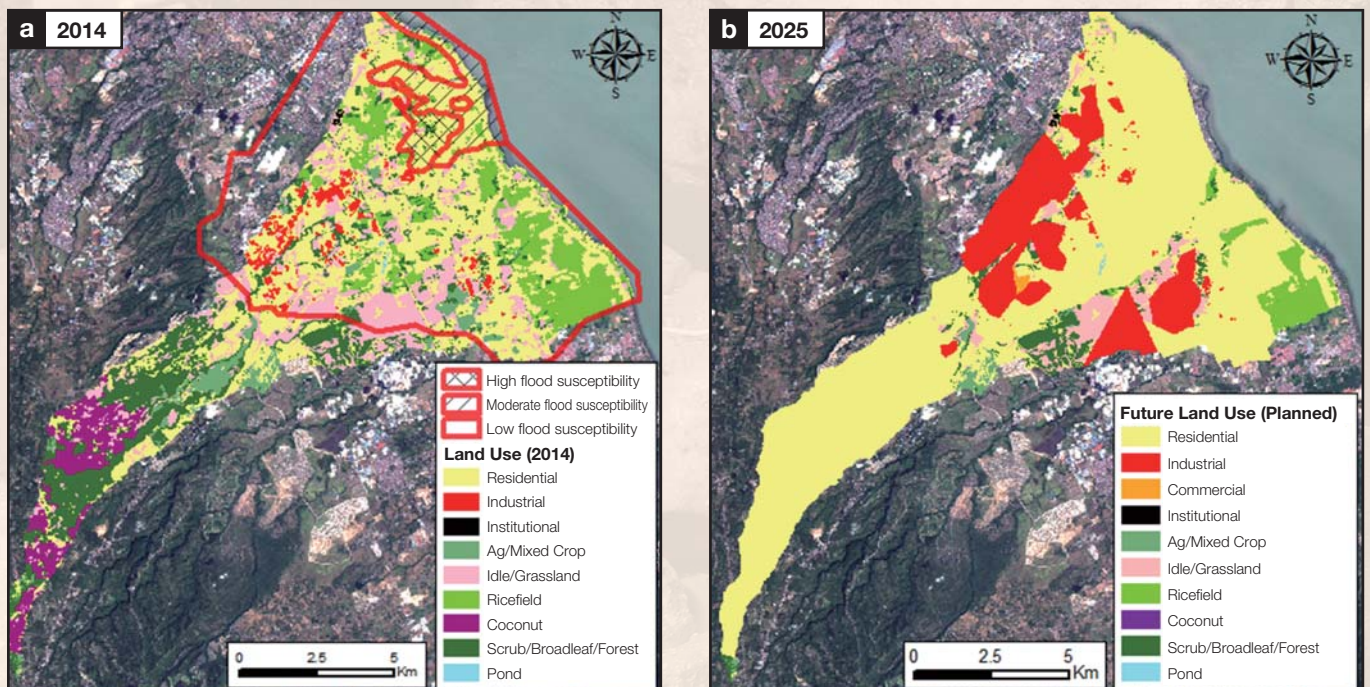 a 2014
N
W E
S
High flood susceptibility
Moderate flood susceptibility
Low flood susceptibility
Land Use (2014)
Residential
Industrial
Institutional
Ag/Mixed Crop
Idle/Grassland
Ricefield
Coconut
Scrub/Broadleaf/Forest
Pond
0 2.5 5
Km
b 2025
N
W E
S
Future Land Use (Planned)
Residential
Industrial
Commercial
Institutional
Ag/Mixed Crop
Idle/Grassland
Ricefield
Coconut
Scrub/Broadleaf/Forest
Pond
0 2.5 5
Km